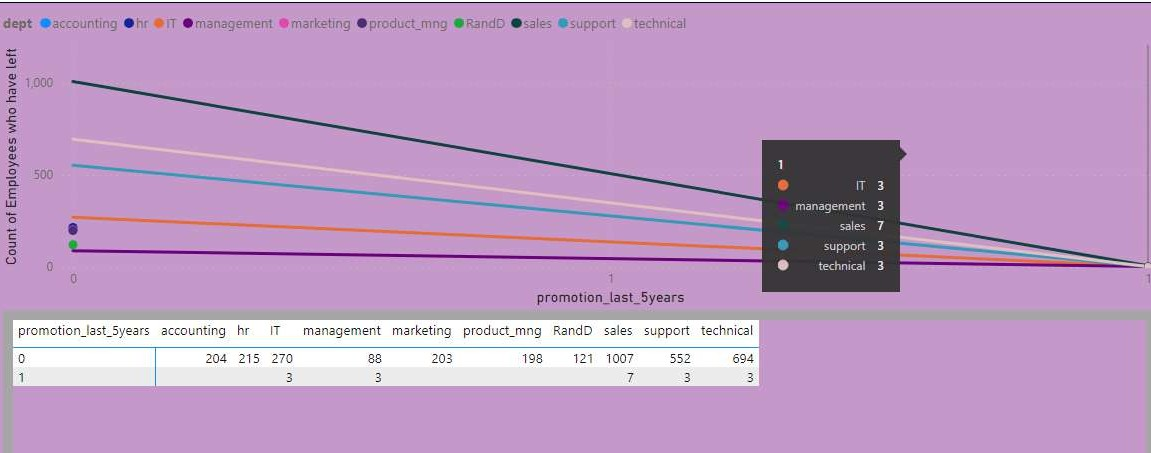 dept accounting hr IT management marketing product_mng RandD sales support technical
Count of Employees who have left
1,000
500
0
0 1 1
promotion_last_5years
1
IT 3
management 3
sales 7
support 3
technical 3
promotion_last_5years accounting hr IT management marketing product_mng RandD sales support technical
0 204 215 270 88 203 198 121 1007 552 694
1 3 3 7 3 3